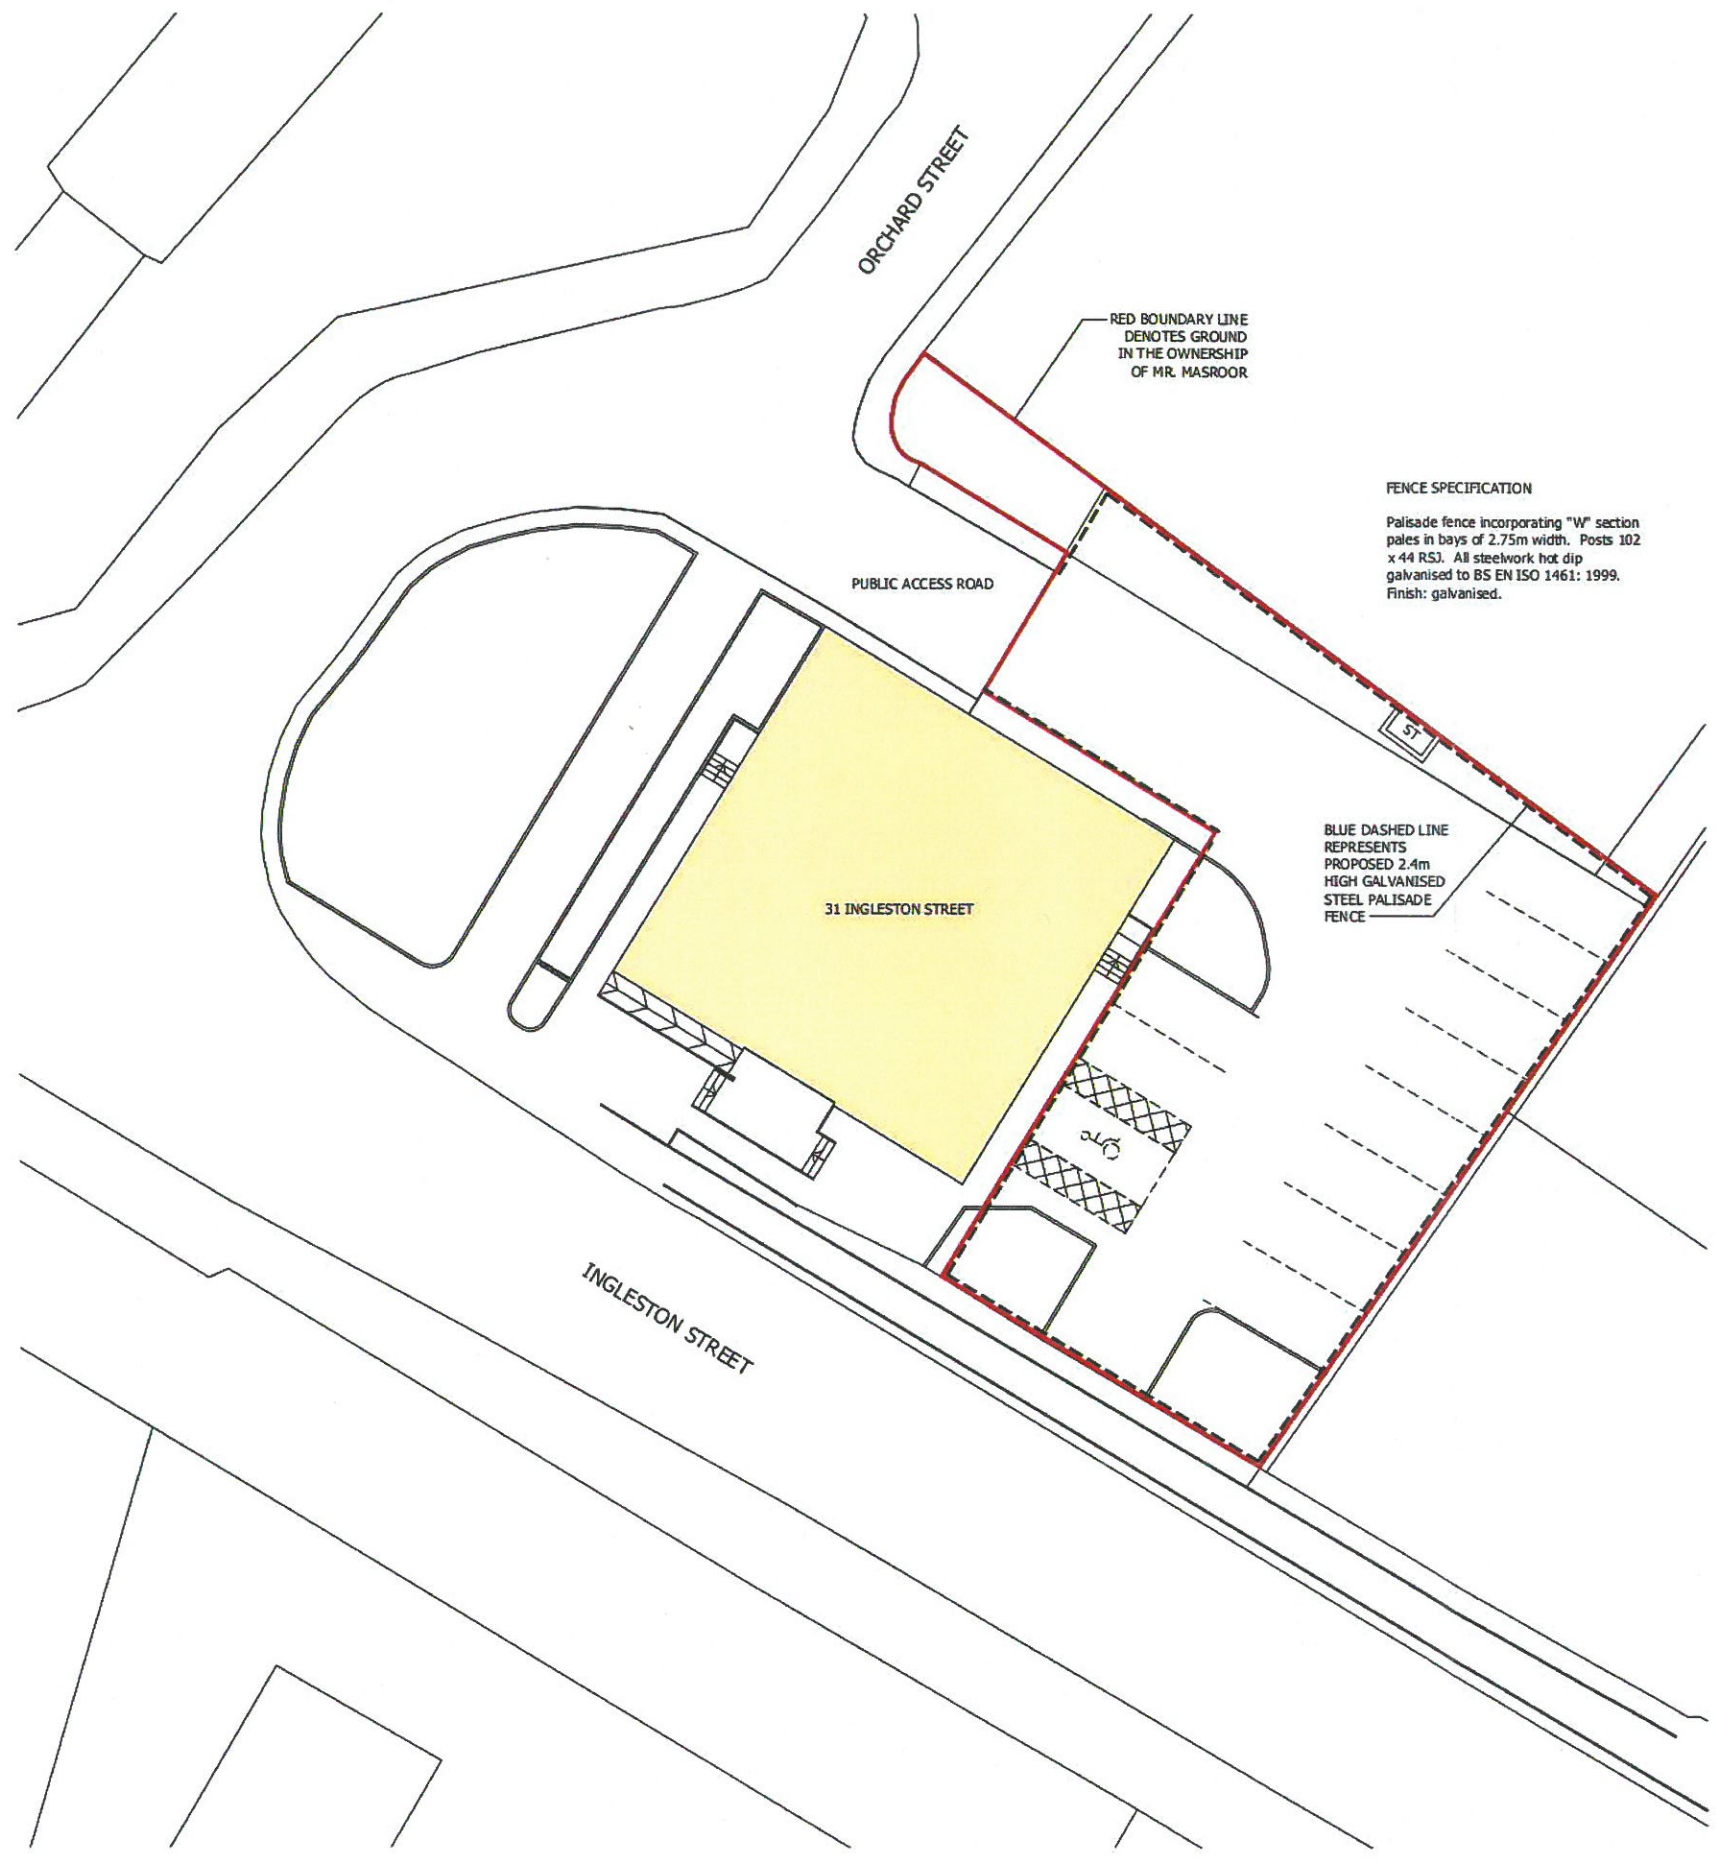 ORCHARD STREET
RED BOUNDARY LINE
DENOTES GROUND
IN THE OWNERSHIP
OF MR. MASROOR
FENCE SPECIFICATION
Palisade fence incorporating "W" section
pales in bays of 2.75m width. Posts 102
x 44 RSJ. All steelwork hot dip
galvanised to BS EN ISO 1461: 1999.
Finish: galvanised.
PUBLIC ACCESS ROAD
ST
BLUE DASHED LINE
REPRESENTS
PROPOSED 2.4m
HIGH GALVANISED
STEEL PALISADE
FENCE
31 INGLESTON STREET
INGLESTON STREET